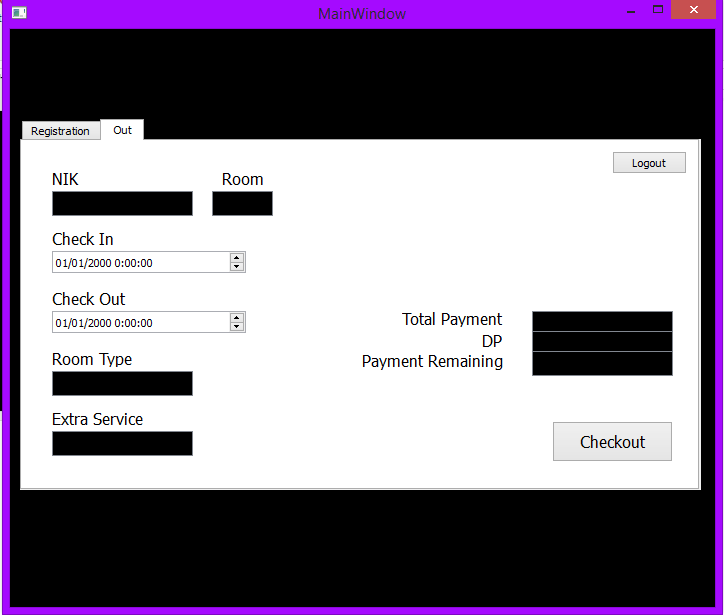 MainWindow
Registration
Out
Logout
NIK
Room
Check In
01/01/2000 0:00:00
Check Out
01/01/2000 0:00:00
Total Payment
DP
Payment Remaining
Room Type
Extra Service
Checkout